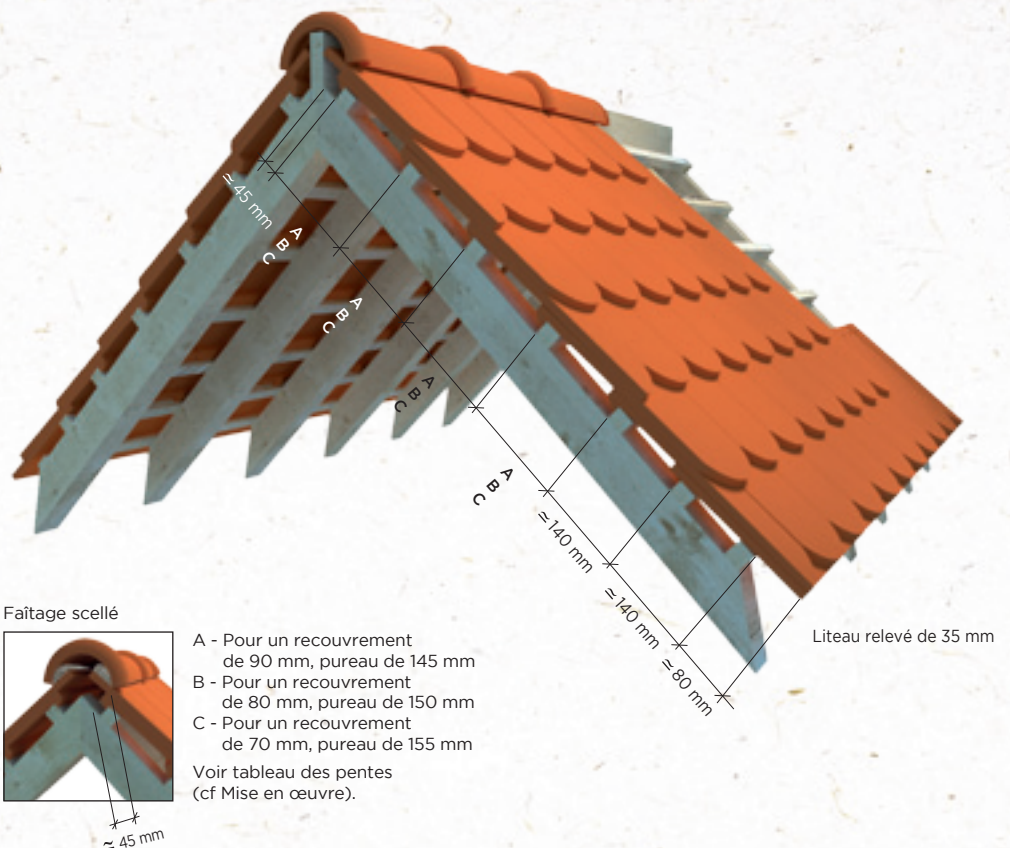 ≃ 45 mm
A
B
C
A
B
C
A
B
C
A
B
C
≃ 140 mm
≃ 140 mm
≃ 80 mm
Liteau relevé de 35 mm
Faîtage scellé
≃ 45 mm
A - Pour un recouvrement
de 90 mm, pureau de 145 mm
B - Pour un recouvrement
de 80 mm, pureau de 150 mm
C - Pour un recouvrement
de 70 mm, pureau de 155 mm
Voir tableau des pentes
(cf Mise en œuvre).